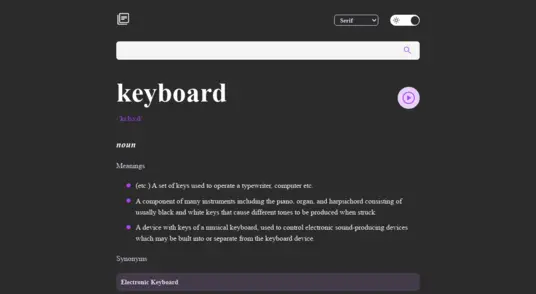 Serif
keyboard
noun
Meanings
(etc.) A set of keys used to operate a typewriter, computer etc.
A component of many instruments including the piano, organ, and harpsichord consisting of
usually black and white keys that cause different tones to be produced when struck
A device with keys of a musical keyboard, used to control electronic sound-producing devices
which may be built into or separate from the keyboard device.
Synonyms
Electronic Keyboard